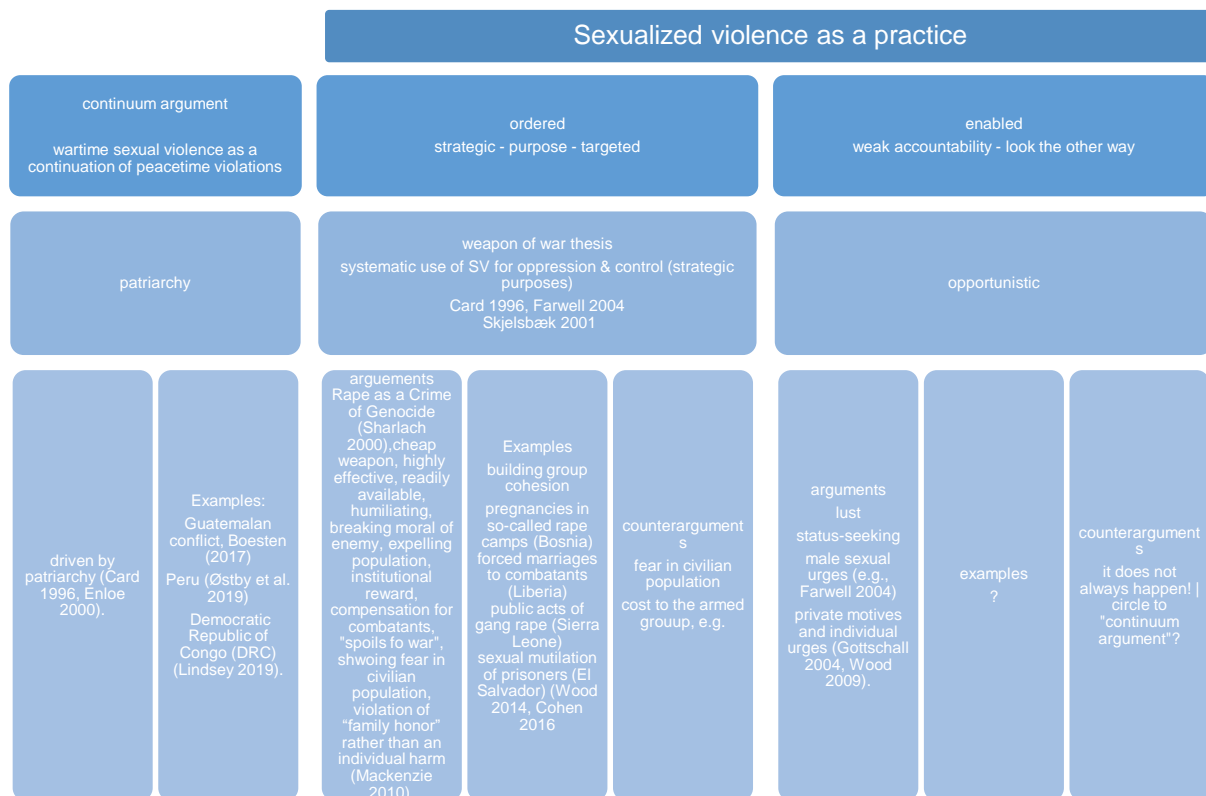 Sexualized violence as a practice
continuum argument
wartime sexual violence as a
continuation of peacetime violations
ordered
strategic - purpose - targeted
enabled
weak accountability - look the other way
patriarchy
weapon of war thesis
systematic use of SV for oppression & control (strategic
purposes)
Card 1996, Farwell 2004
Skjelsbæk 2001
opportunistic
driven by
patriarchy (Card
1996, Enloe
2000).
Examples:
Guatemalan
conflict, Boesten
(2017)
Peru (Østby et al.
2019)
Democratic
Republic of
Congo (DRC)
(Lindsey 2019).
arguements
Rape as a Crime
of Genocide
(Sharlach
2000),cheap
weapon, highly
effective, readily
available,
humiliating,
breaking moral of
enemy, expelling
population,
institutional
reward,
compensation for
combatants,
"spoils fo war",
shwoing fear in
civilian
population,
violation of
“family honor”
rather than an
individual harm
(Mackenzie
2010)
Examples
building group
cohesion
pregnancies in
so-called rape
camps (Bosnia)
forced marriages
to combatants
(Liberia)
public acts of
gang rape (Sierra
Leone)
sexual mutilation
of prisoners (El
Salvador) (Wood
2014, Cohen
2016
counterargument
s
fear in civilian
population
cost to the armed
grouup, e.g.
arguments
lust
status-seeking
male sexual
urges (e.g.,
Farwell 2004)
private motives
and individual
urges (Gottschall
2004, Wood
2009).
examples
?
counterargument
s
it does not
always happen! |
circle to
"continuum
argument"?